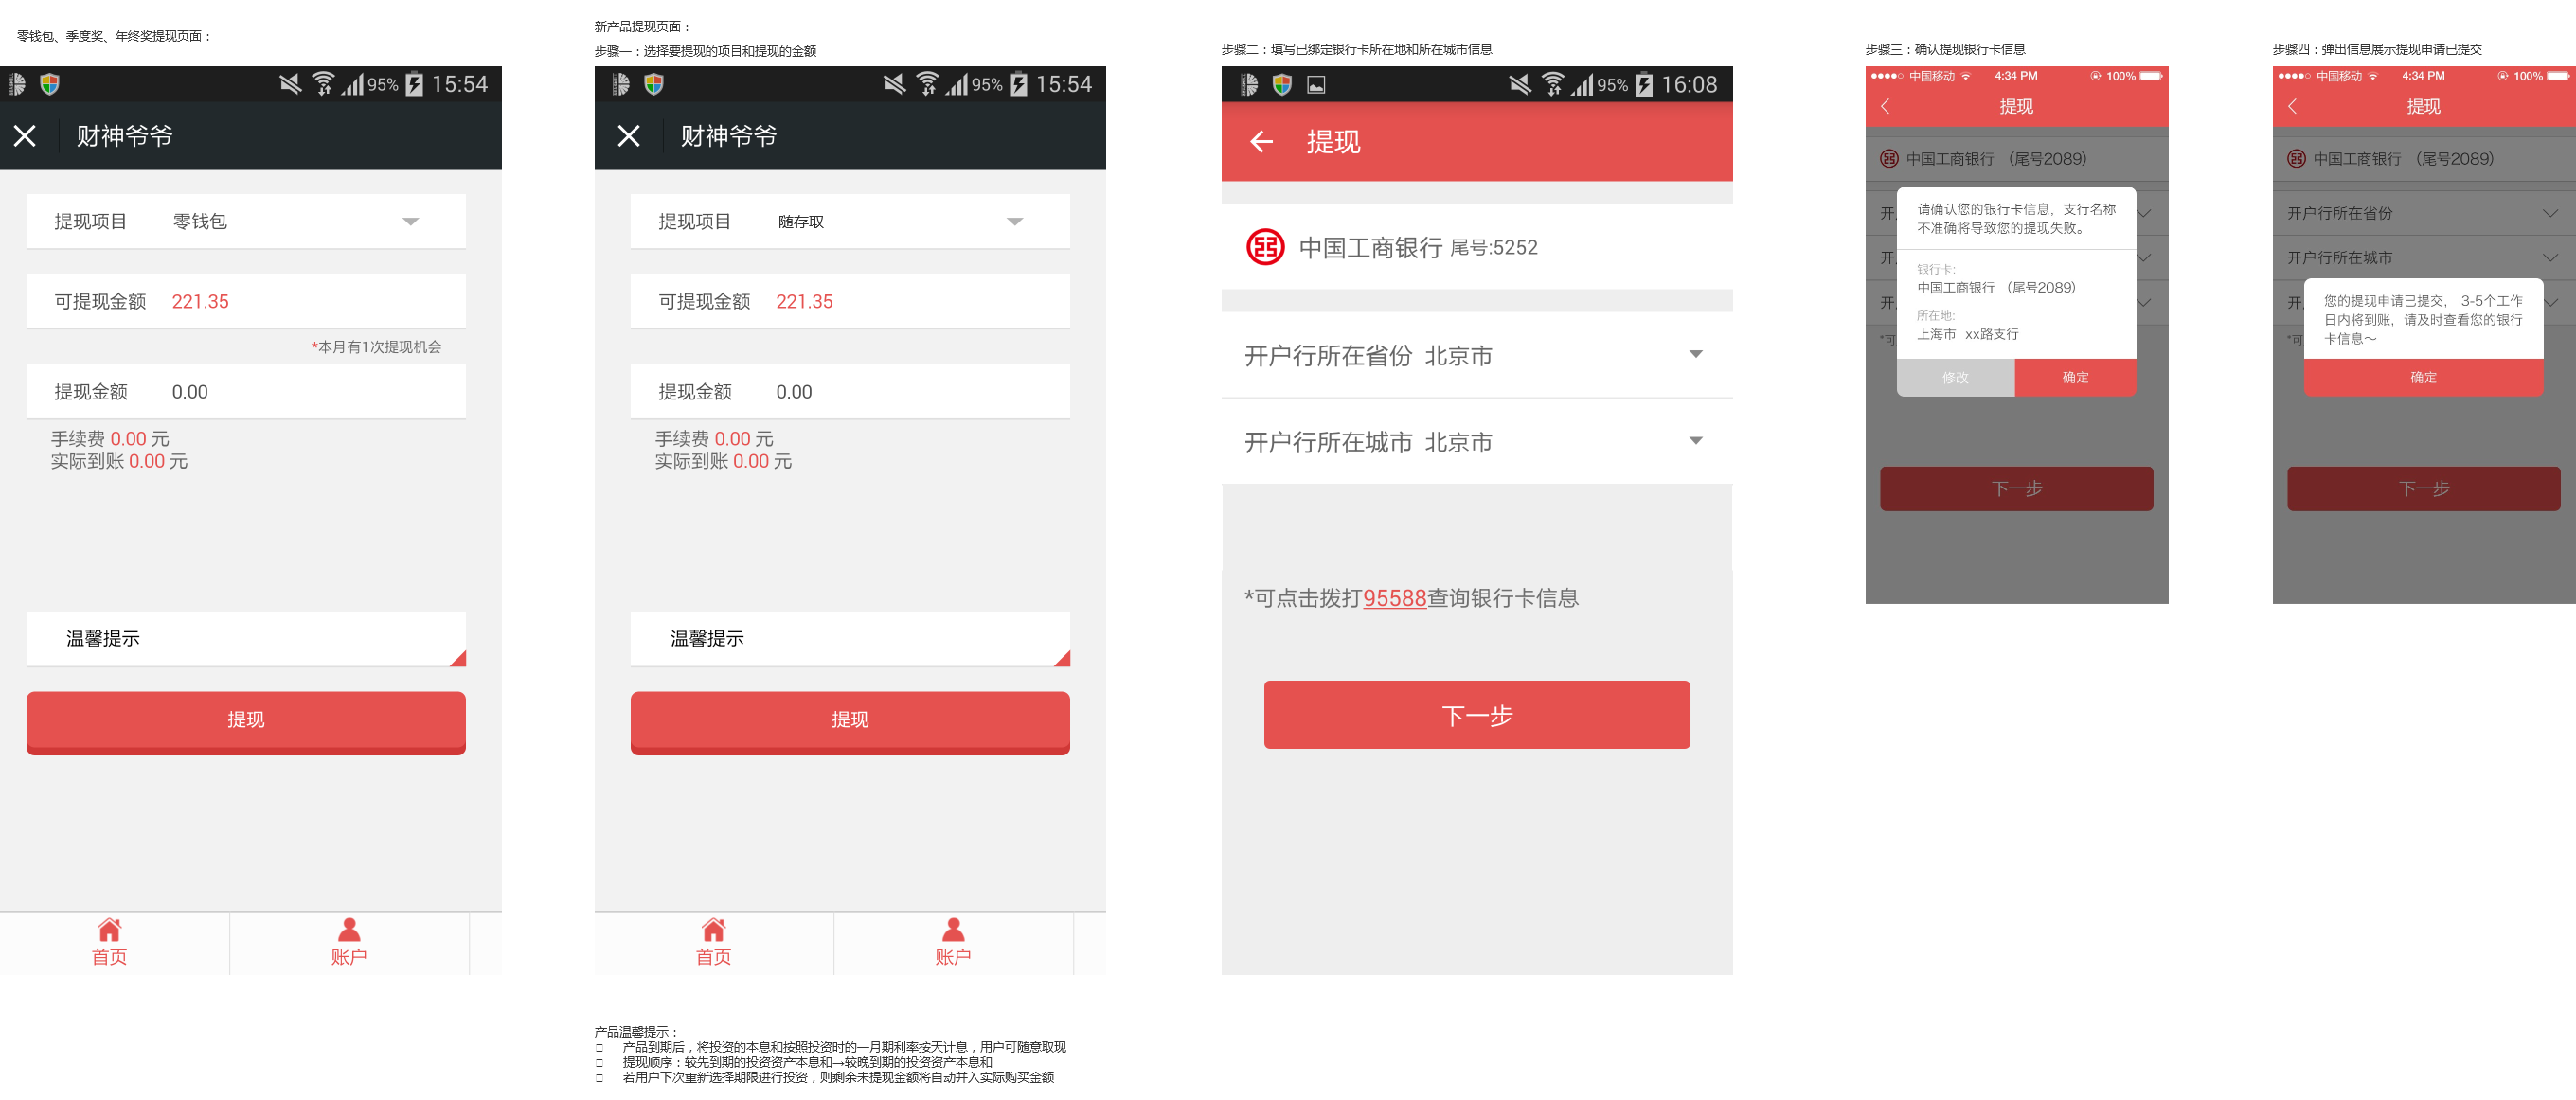 零钱包、季度奖、年终奖提现页面：
95% 15:54
财神爷爷
提现项目 零钱包
可提现金额 221.35
*本月有1次提现机会
提现金额 0.00
手续费 0.00 元
实际到账 0.00 元
温馨提示
提现
首页 账户
新产品提现页面：
步骤一：选择要提现的项目和提现的金额
95% 15:54
财神爷爷
提现项目 随存取
可提现金额 221.35
提现金额 0.00
手续费 0.00 元
实际到账 0.00 元
温馨提示
提现
首页 账户
产品温馨提示：
产品到期后，将投资的本息和按照投资时的一月期利率按天计息，用户可随意取现
提现顺序：较先到期的投资资产本息和→较晚到期的投资资产本息和
若用户下次重新选择期限进行投资，则剩余未提现金额将自动并入实际购买金额
步骤二：填写已绑定银行卡所在地和所在城市信息
95% 16:08
提现
中国工商银行 尾号:5252
开户行所在省份 北京市
开户行所在城市 北京市
*可点击拨打95588查询银行卡信息
下一步
步骤三：确认提现银行卡信息
中国移动 4:34 PM 100%
提现
中国工商银行 （尾号2089）
开
请确认您的银行卡信息，支行名称
不准确将导致您的提现失败。
开
银行卡:
中国工商银行 （尾号2089）
开
所在地:
上海市 xx路支行
*可
修改 确定
下一步
步骤四：弹出信息展示提现申请已提交
中国移动 4:34 PM 100%
提现
中国工商银行 （尾号2089）
开户行所在省份
开户行所在城市
开
您的提现申请已提交， 3-5个工作
日内将到账，请及时查看您的银行
卡信息～
*可
确定
下一步